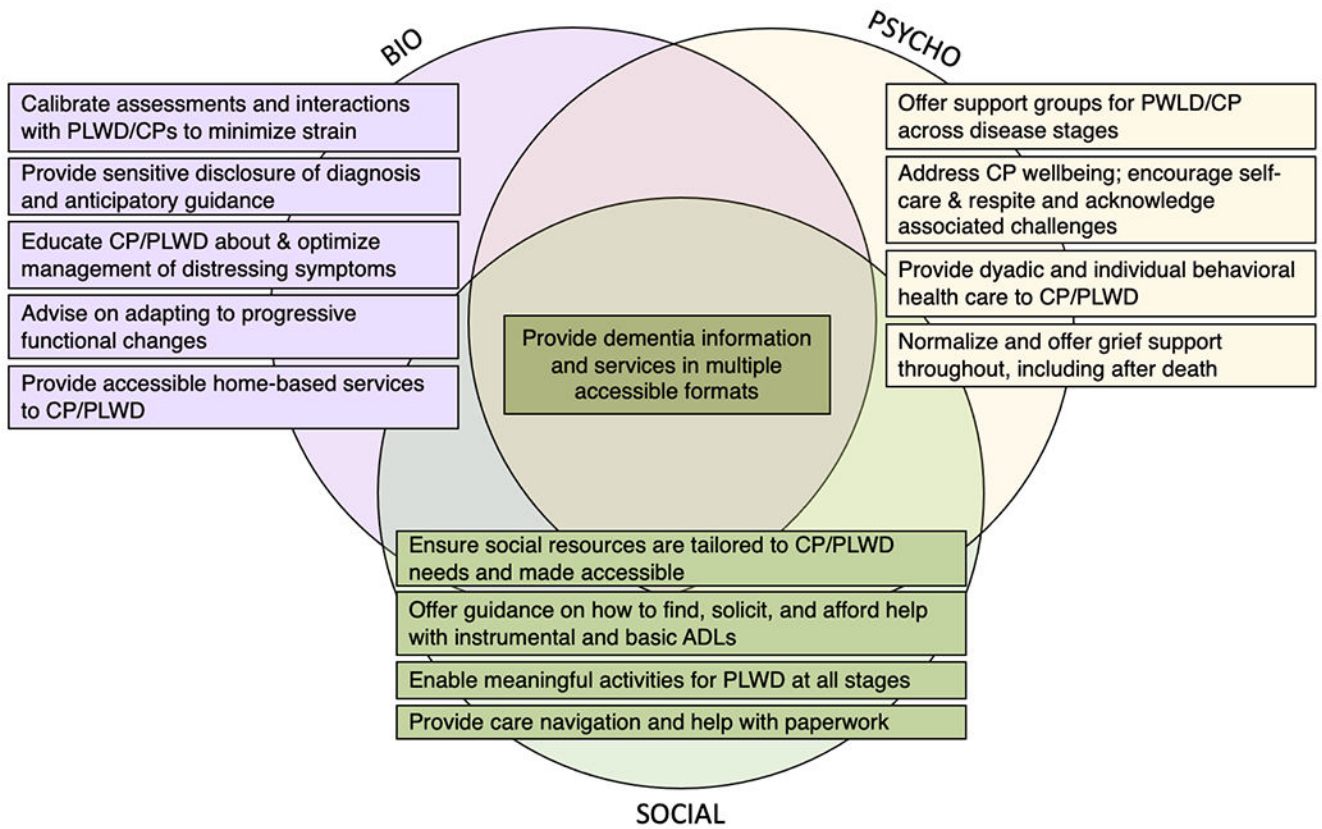 BIO
PSYCHO
Calibrate assessments and interactions
with PLWD/CPs to minimize strain
Provide sensitive disclosure of diagnosis
and anticipatory guidance
Educate CP/PLWD about & optimize
management of distressing symptoms
Advise on adapting to progressive
functional changes
Provide accessible home-based services
to CP/PLWD
Offer support groups for PWLD/CP
across disease stages
Address CP wellbeing; encourage self-
care & respite and acknowledge
associated challenges
Provide dyadic and individual behavioral
health care to CP/PLWD
Normalize and offer grief support
throughout, including after death
Provide dementia information
and services in multiple
accessible formats
Ensure social resources are tailored to CP/PLWD
needs and made accessible
Offer guidance on how to find, solicit, and afford help
with instrumental and basic ADLs
Enable meaningful activities for PLWD at all stages
Provide care navigation and help with paperwork
SOCIAL